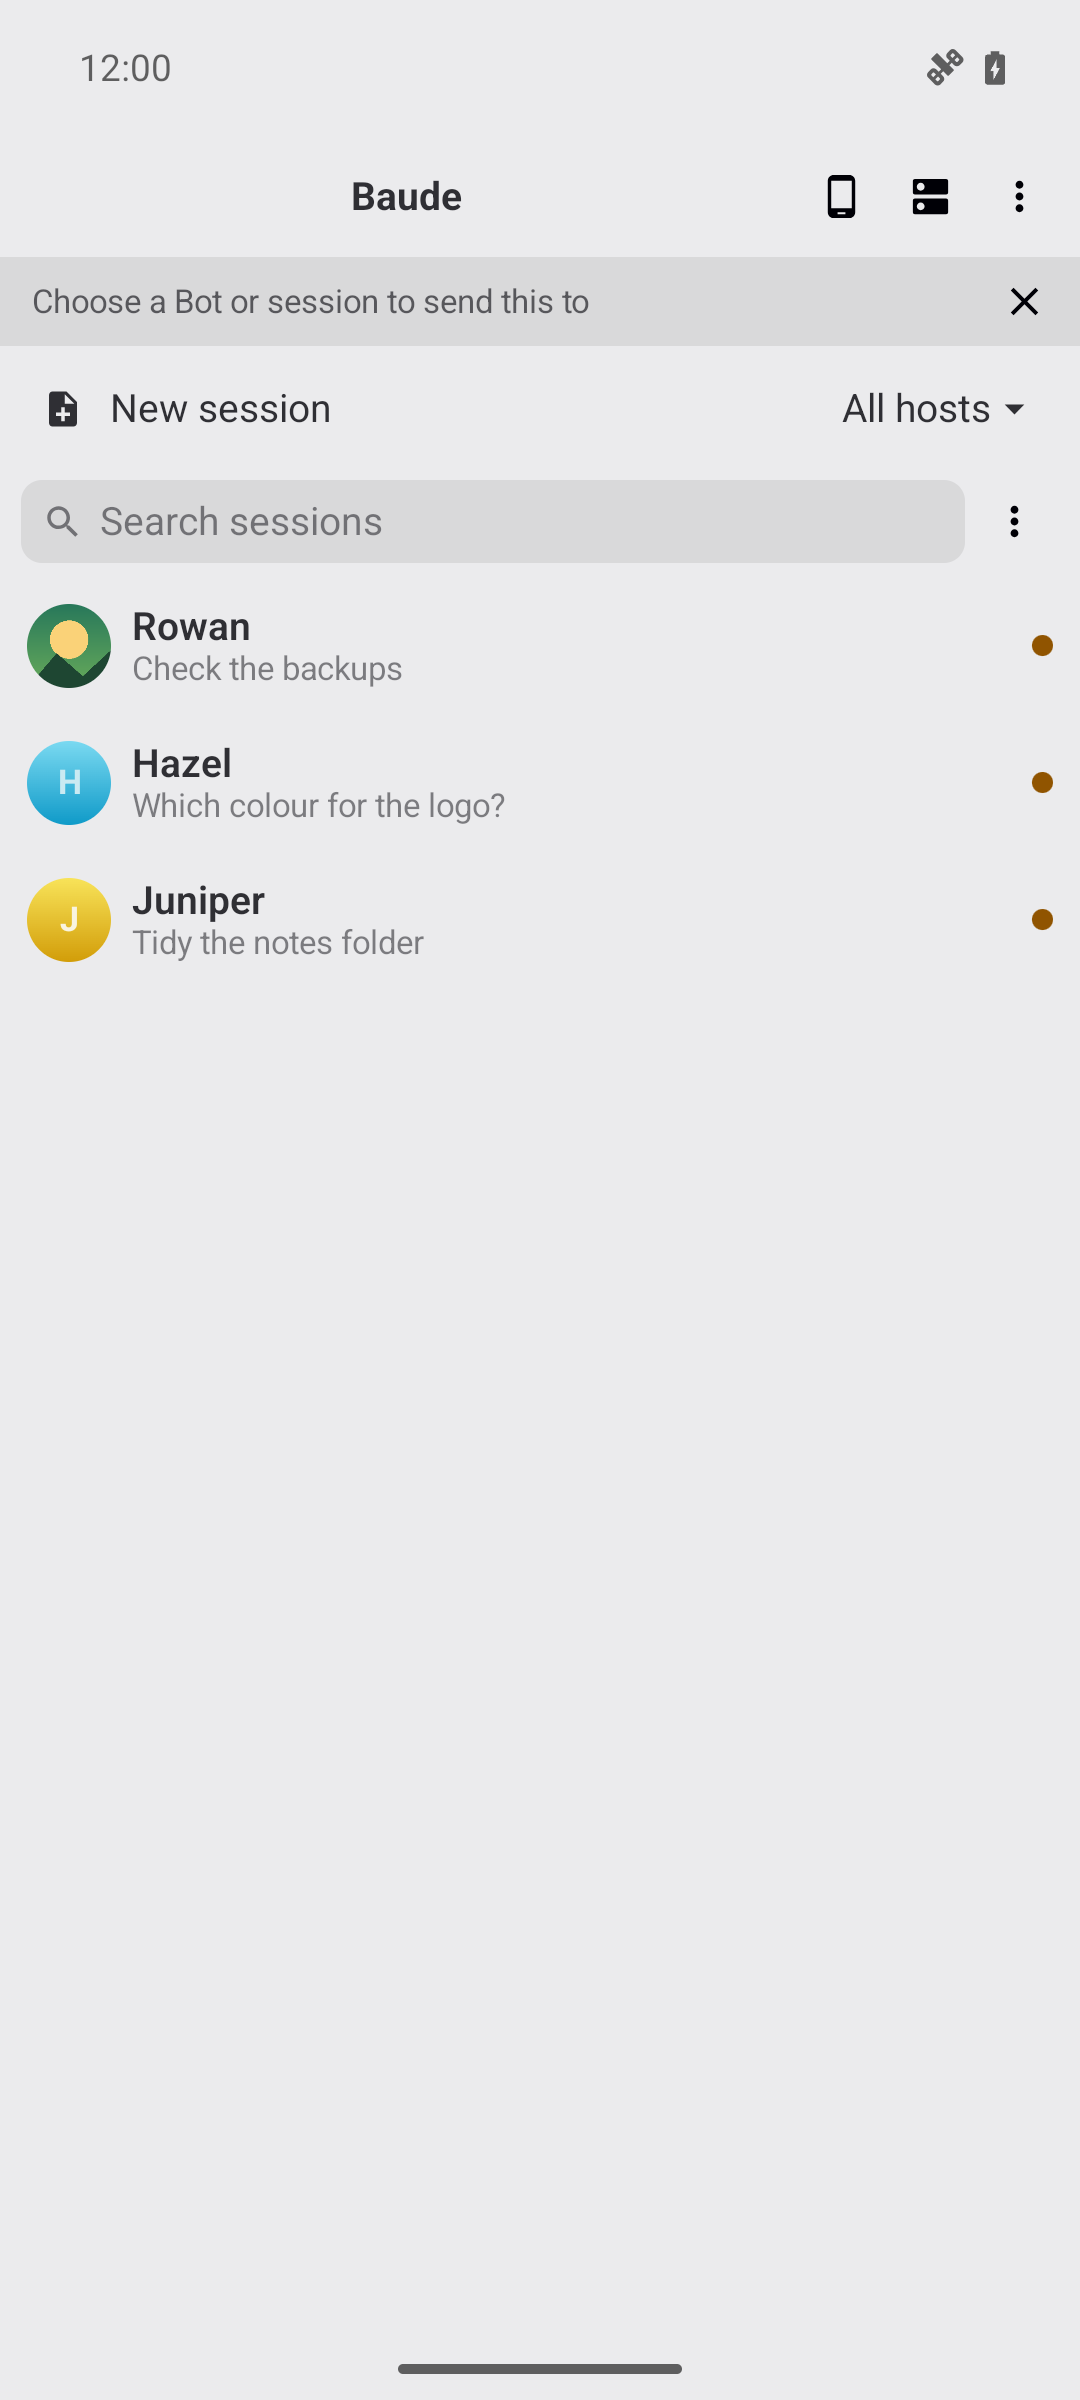 12:00
Baude
Choose a Bot or session to send this to
New session
All hosts
Search sessions
Rowan
Check the backups
H
Hazel
Which colour for the logo?
J
Juniper
Tidy the notes folder